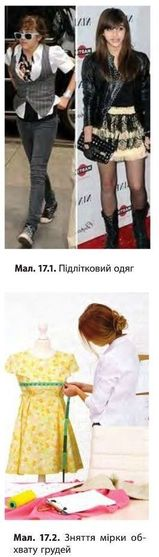 Мал. 17.1. Підлітковий одяг
Мал. 17.2. Зняття мірки об-
хвату грудей